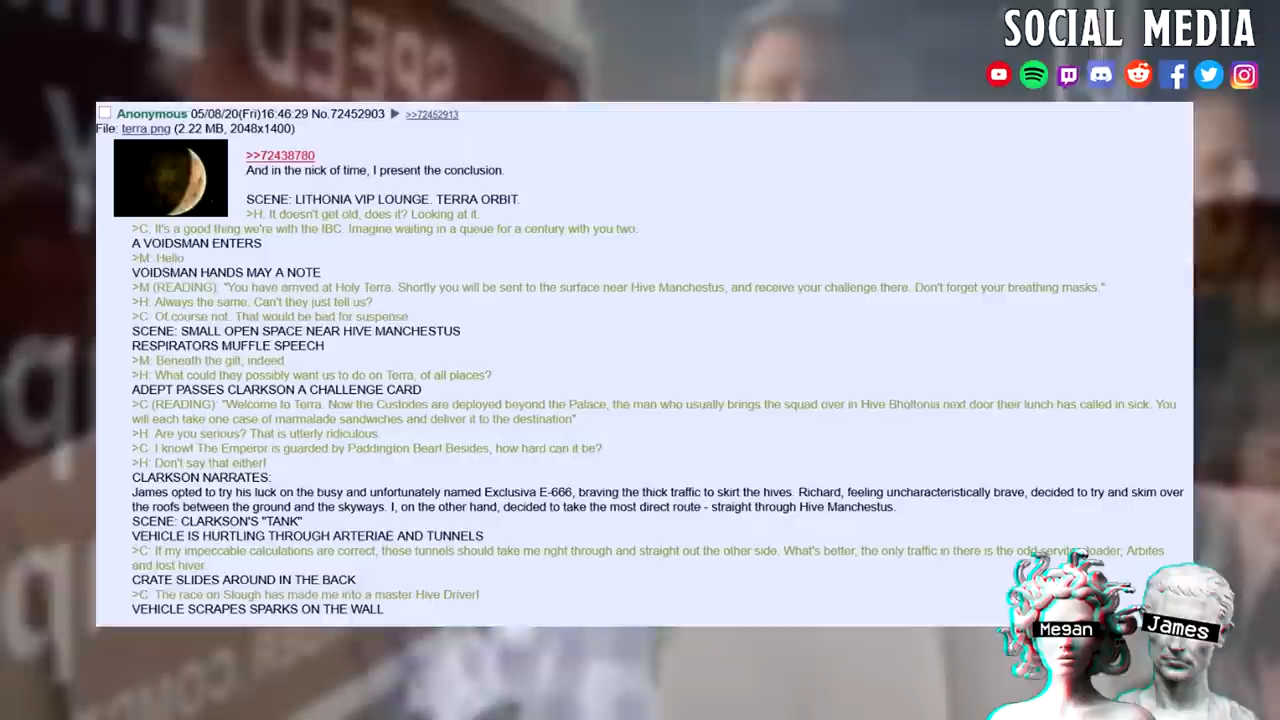 SOCIAL MEDIA
Anonymous 05/08/20(Fri)16:46:29 No.72452903 ▶ >>72452913
File: terra.png (2.22 MB, 2048x1400)
>>72438780
And in the nick of time, I present the conclusion.
SCENE: LITHONIA VIP LOUNGE. TERRA ORBIT.
>H: It doesn't get old, does it? Looking at it.
>C: It's a good thing we're with the IBC. Imagine waiting in a queue for a century with you two.
A VOIDSMAN ENTERS
>M: Hello
VOIDSMAN HANDS MAY A NOTE
>M (READING): "You have arrived at Holy Terra. Shortly you will be sent to the surface near Hive Manchestus, and receive your challenge there. Don't forget your breathing masks."
>H: Always the same. Can't they just tell us?
>C: Of course not. That would be bad for suspense
SCENE: SMALL OPEN SPACE NEAR HIVE MANCHESTUS
RESPIRATORS MUFFLE SPEECH
>M: Beneath the gilt, indeed.
>H: What could they possibly want us to do on Terra, of all places?
ADEPT PASSES CLARKSON A CHALLENGE CARD
>C (READING): "Welcome to Terra. Now the Custodes are deployed beyond the Palace, the man who usually brings the squad over in Hive Bholtonia next door their lunch has called in sick. You
will each take one case of marmalade sandwiches and deliver it to the destination"
>H: Are you serious? That is utterly ridiculous.
>C: I know! The Emperor is guarded by Paddington Bear! Besides, how hard can it be?
>H: Don't say that either!
CLARKSON NARRATES:
James opted to try his luck on the busy and unfortunately named Exclusiva E-666, braving the thick traffic to skirt the hives. Richard, feeling uncharacteristically brave, decided to try and skim over
the roofs between the ground and the skyways. I, on the other hand, decided to take the most direct route - straight through Hive Manchestus.
SCENE: CLARKSON'S "TANK"
VEHICLE IS HURTLING THROUGH ARTERIAE AND TUNNELS
>C: If my impeccable calculations are correct, these tunnels should take me right through and straight out the other side. What's better, the only traffic in there is the odd servitor loader, Arbites
and lost hiver.
CRATE SLIDES AROUND IN THE BACK
>C: The race on Slough has made me into a master Hive Driver!
VEHICLE SCRAPES SPARKS ON THE WALL
Megan
James